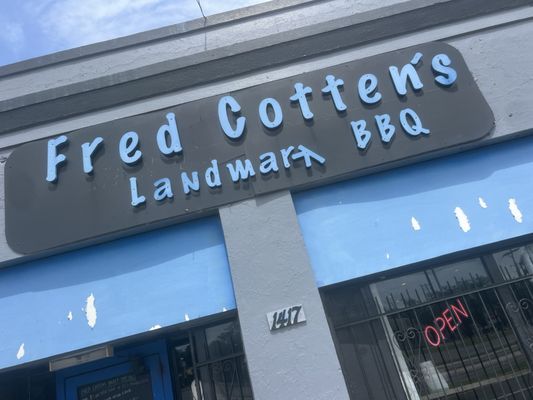 Fred Cotten's
Landmark BBQ
1417
OPEN